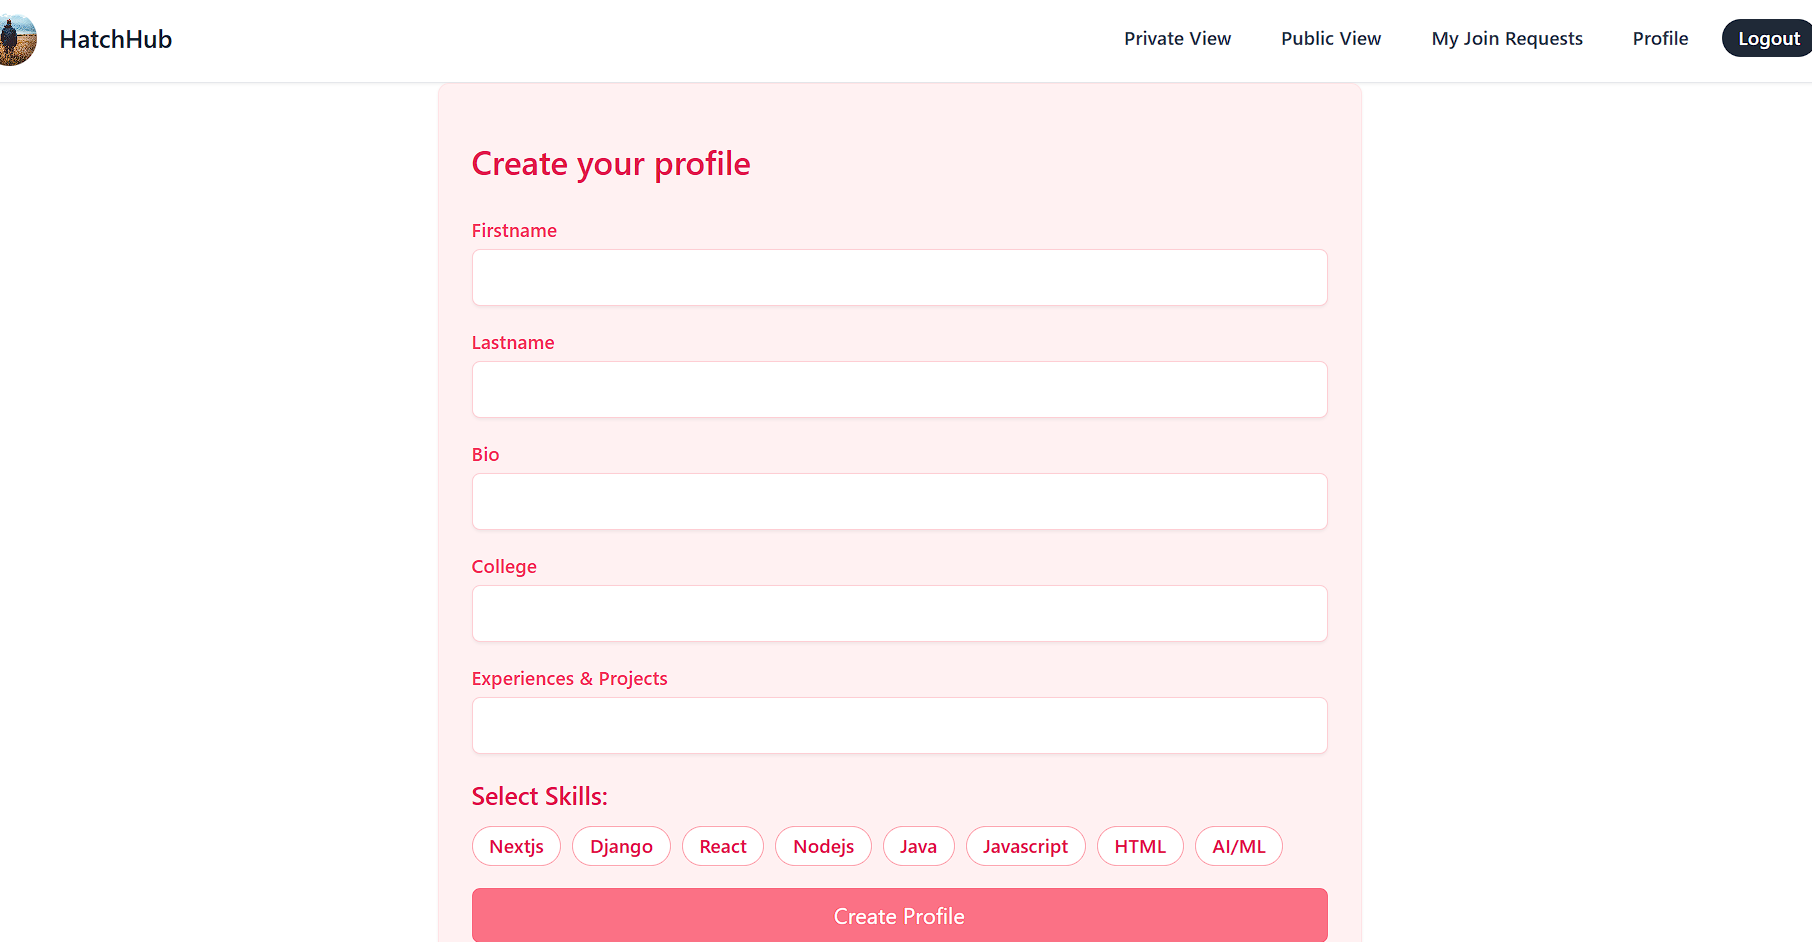 HatchHub Private View Public View My Join Requests Profile Logout
Create your profile
Firstname
Lastname
Bio
College
Experiences & Projects
Select Skills:
Nextjs Django React Nodejs Java Javascript HTML AI/ML
Create Profile